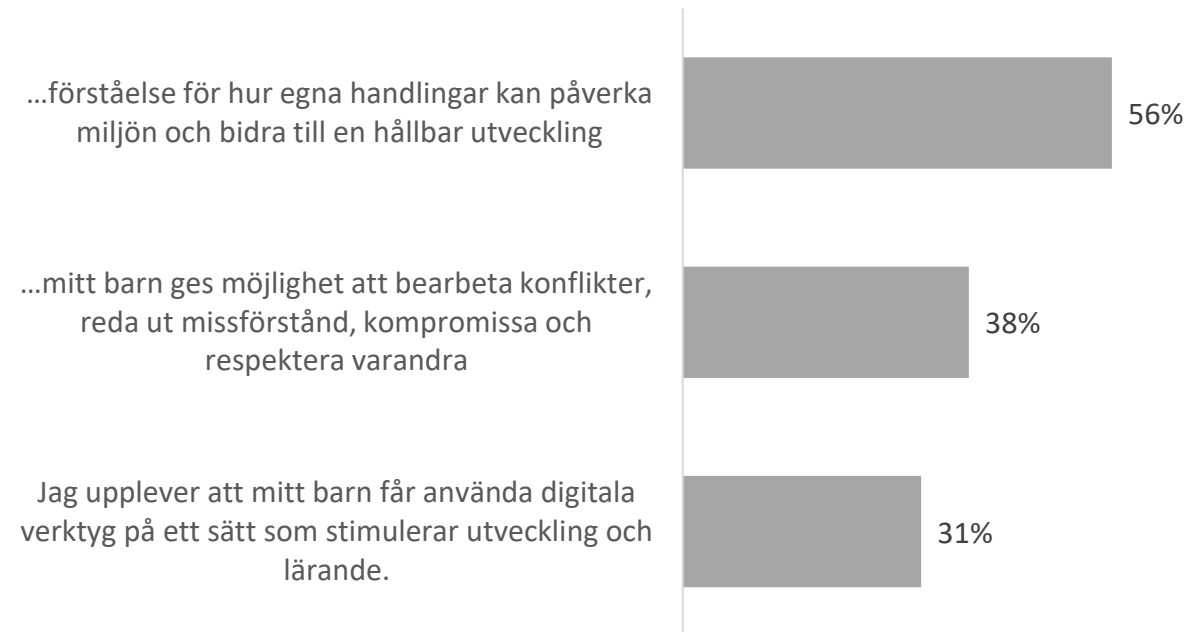 ...förståelse för hur egna handlingar kan påverka
miljön och bidra till en hållbar utveckling
56%
...mitt barn ges möjlighet att bearbeta konflikter,
reda ut missförstånd, kompromissa och
respektera varandra
38%
Jag upplever att mitt barn får använda digitala
verktyg på ett sätt som stimulerar utveckling och
lärande.
31%